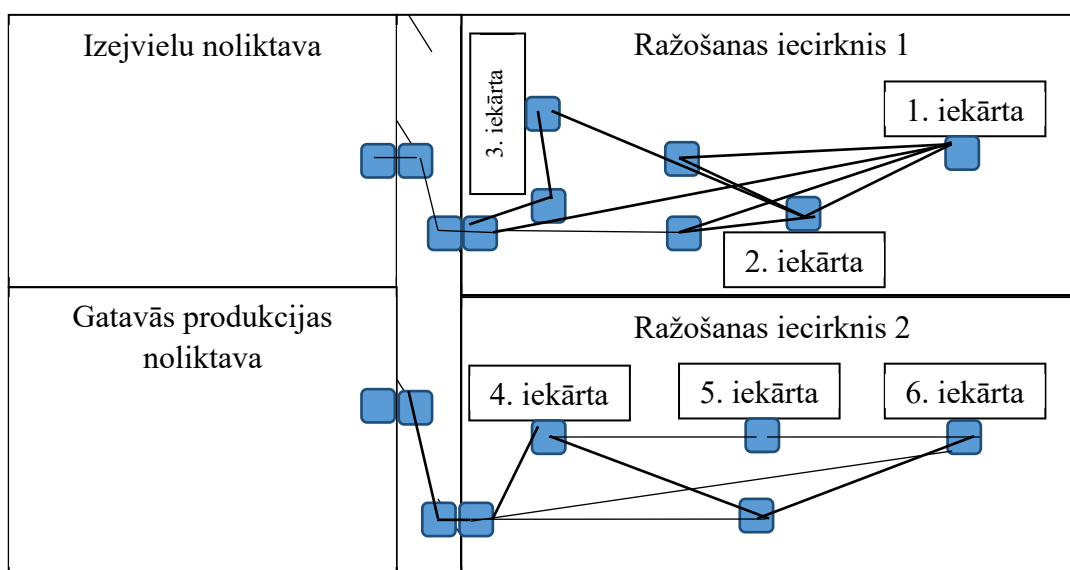 Izejvielu noliktava
Ražošanas iecirknis 1
3. iekārta
1. iekārta
2. iekārta
Gatavās produkcijas
noliktava
Ražošanas iecirknis 2
4. iekārta
5. iekārta
6. iekārta